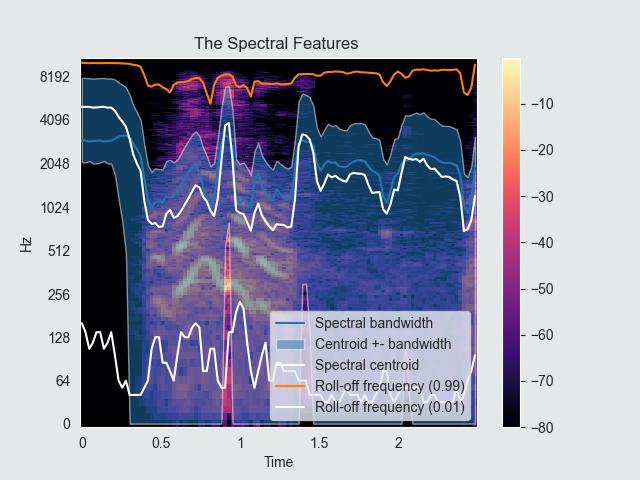 The Spectral Features
8192
4096
2048
1024
512
256
128
64
0
Hz
0
0.5
1
1.5
2
Time
Spectral bandwidth
Centroid +- bandwidth
Spectral centroid
Roll-off frequency (0.99)
Roll-off frequency (0.01)
−10
−20
−30
−40
−50
−60
−70
−80